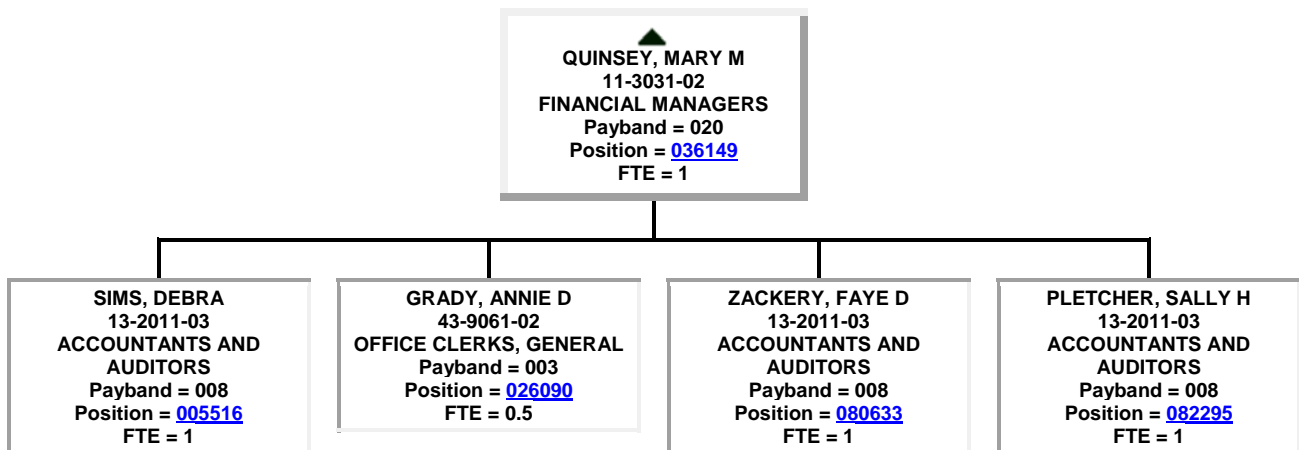 QUINSEY, MARY M
11-3031-02
FINANCIAL MANAGERS
Payband = 020
Position = 036149
FTE = 1
SIMS, DEBRA
13-2011-03
ACCOUNTANTS AND
AUDITORS
Payband = 008
Position = 005516
FTE = 1
GRADY, ANNIE D
43-9061-02
OFFICE CLERKS, GENERAL
Payband = 003
Position = 026090
FTE = 0.5
ZACKERY, FAYE D
13-2011-03
ACCOUNTANTS AND
AUDITORS
Payband = 008
Position = 080633
FTE = 1
PLETCHER, SALLY H
13-2011-03
ACCOUNTANTS AND
AUDITORS
Payband = 008
Position = 082295
FTE = 1